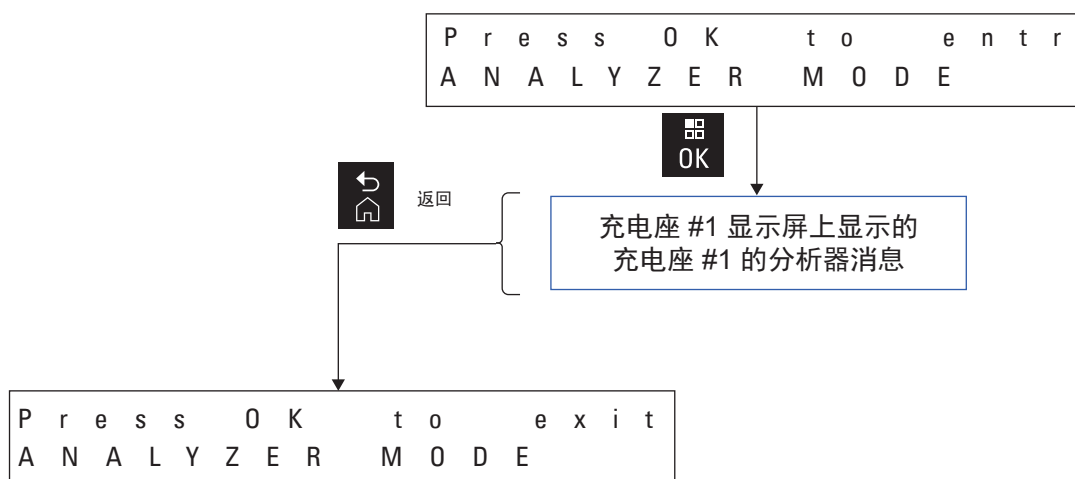 Press OK to entr
ANALYZER MODE
OK
返回
充电座 #1 显示屏上显示的
充电座 #1 的分析器消息
Press OK to exit
ANALYZER MODE